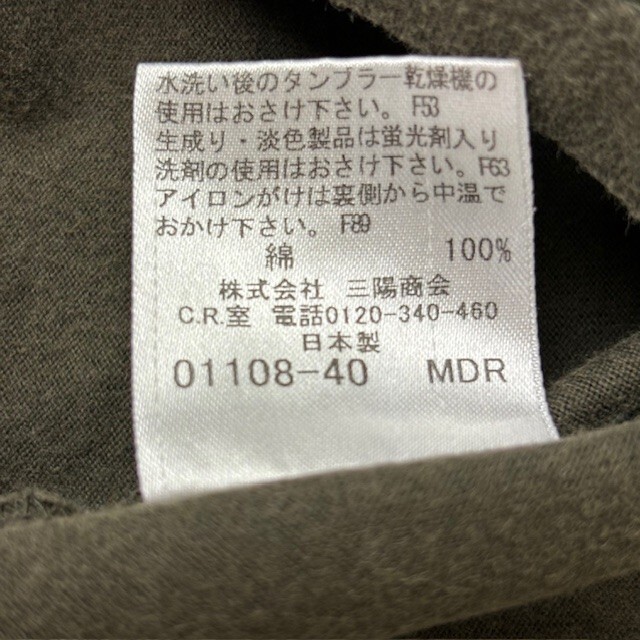 水洗い後のタンブラー乾燥機の
使用はおさけ下さい。F53
生成り・淡色製品は蛍光剤入り
洗剤の使用はおさけ下さい。F63
アイロンがけは裏側から中温で
おかけ下さい。F89
綿 100%
株式会社 三陽商会
C.R.室 電話0120-340-460
日本製
01108-40 MDR